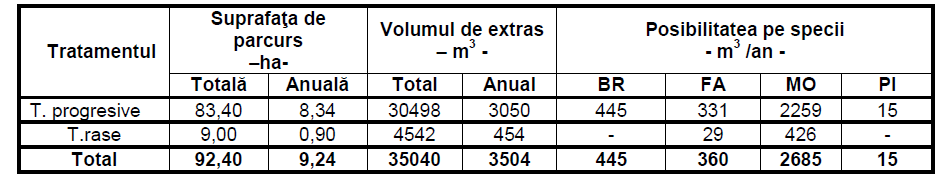 Tratamentul Suprafaţa de parcurs –ha- Volumul de extras – m³ - Posibilitatea pe specii - m³ /an -
Totală Anuală Total Anual BR FA MO PI
T. progresive 83,40 8,34 30498 3050 445 331 2259 15
T.rase 9,00 0,90 4542 454 - 29 426 -
Total 92,40 9,24 35040 3504 445 360 2685 15